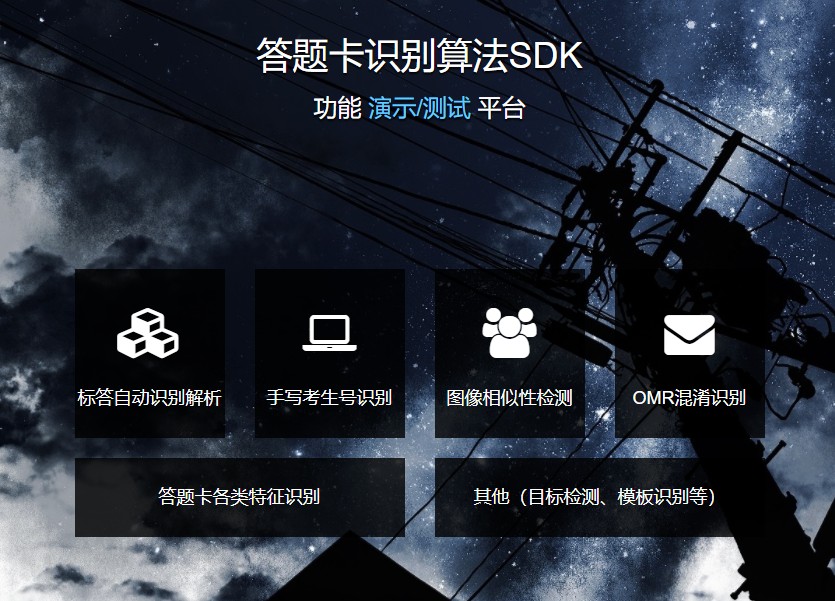 答题卡识别算法SDK
功能 演示/测试 平台
标答自动识别解析
手写考生号识别
图像相似性检测
OMR混淆识别
答题卡各类特征识别
其他（目标检测、模板识别等）